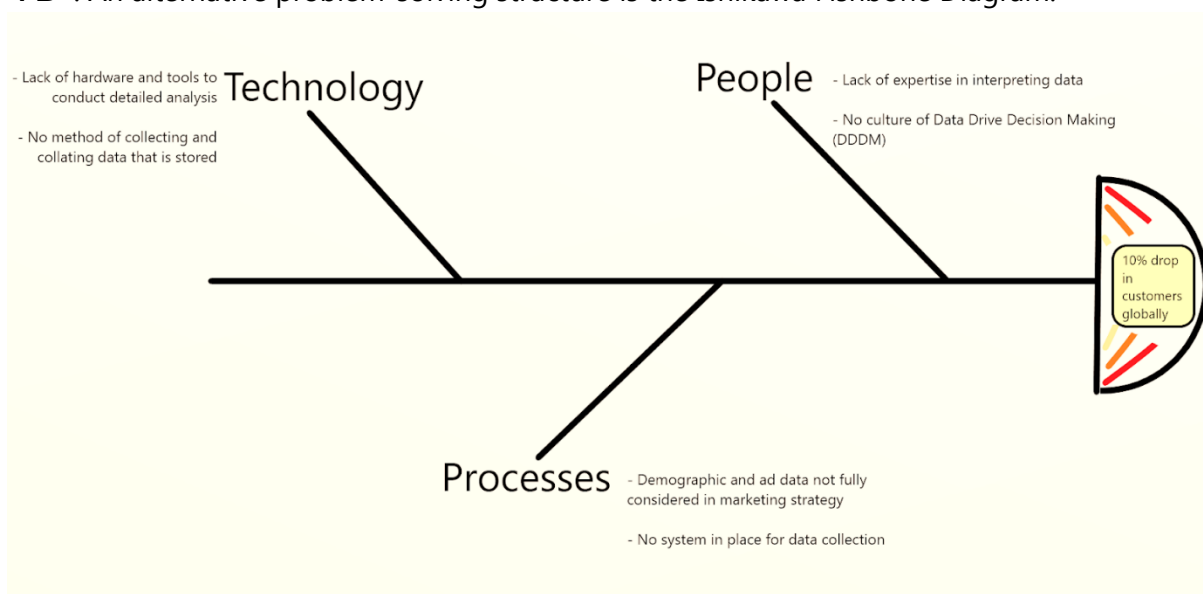 An alternative problem-solving structure is the Ishikawa Fishbone Diagram.
- Lack of hardware and tools to
conduct detailed analysis
- No method of collecting and
collating data that is stored
Technology
People
- Lack of expertise in interpreting data
- No culture of Data Drive Decision Making
(DDDM)
10% drop
in
customers
globally
Processes
- Demographic and ad data not fully
considered in marketing strategy
- No system in place for data collection